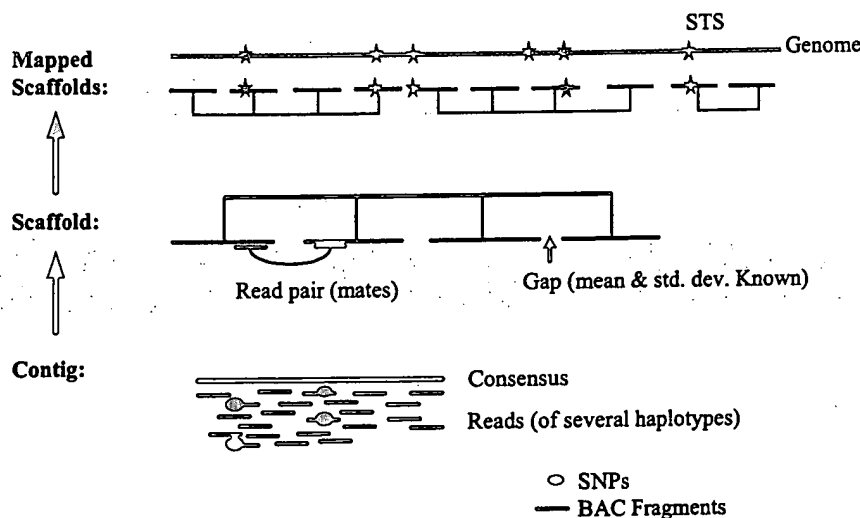 STS
Genome
Mapped
Scaffolds:
Scaffold:
Read pair (mates)
Gap (mean & std. dev. Known)
Contig:
Consensus
Reads (of several haplotypes)
SNPs
BAC Fragments